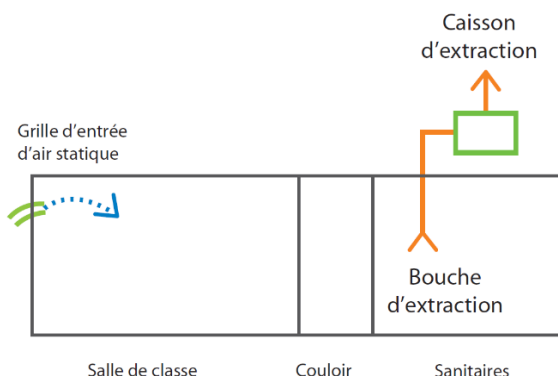 Caisson
d’extraction
Grille d’entrée
d’air statique
Bouche
d’extraction
Salle de classe
Couloir
Sanitaires